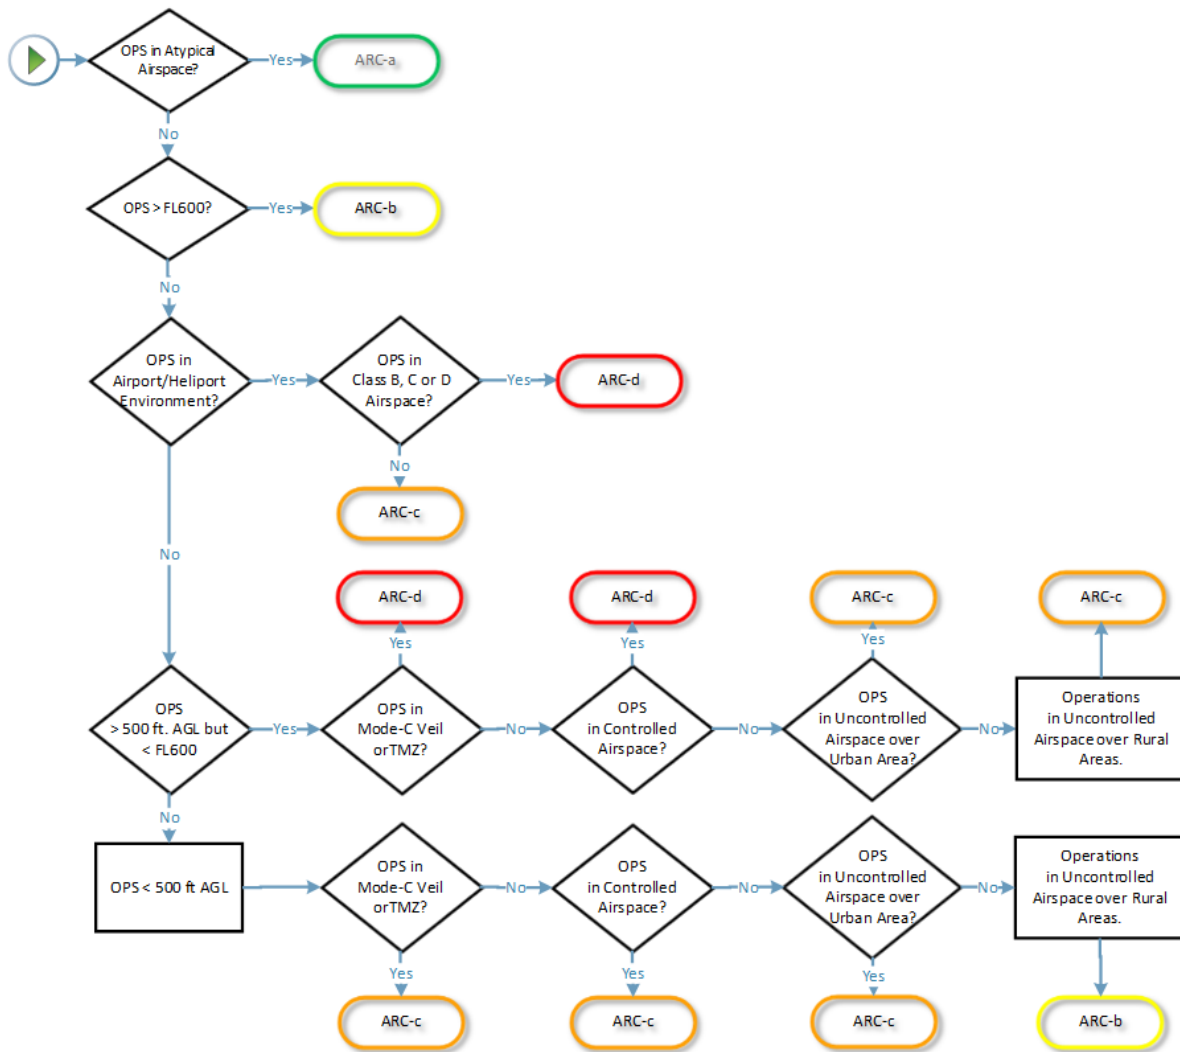 OPS in Atypical
Airspace?
Yes
ARC-a
No
OPS > FL600?
Yes
ARC-b
No
OPS in
Airport/Heliport
Environment?
Yes
OPS in
Class B, C or D
Airspace?
Yes
ARC-d
No
ARC-c
No
ARC-d
ARC-d
ARC-c
ARC-c
Yes
Yes
Yes
OPS
> 500 ft. AGL but
< FL600
Yes
OPS in
Mode-C Veil
or TMZ?
No
OPS
in Controlled
Airspace?
No
OPS
in Uncontrolled
Airspace over
Urban Area?
No
Operations
in Uncontrolled
Airspace over Rural
Areas.
No
OPS < 500 ft AGL
OPS in
Mode-C Veil
or TMZ?
No
OPS
in Controlled
Airspace?
No
OPS
in Uncontrolled
Airspace over
Urban Area?
No
Operations
in Uncontrolled
Airspace over Rural
Areas.
Yes
Yes
Yes
ARC-c
ARC-c
ARC-c
ARC-b